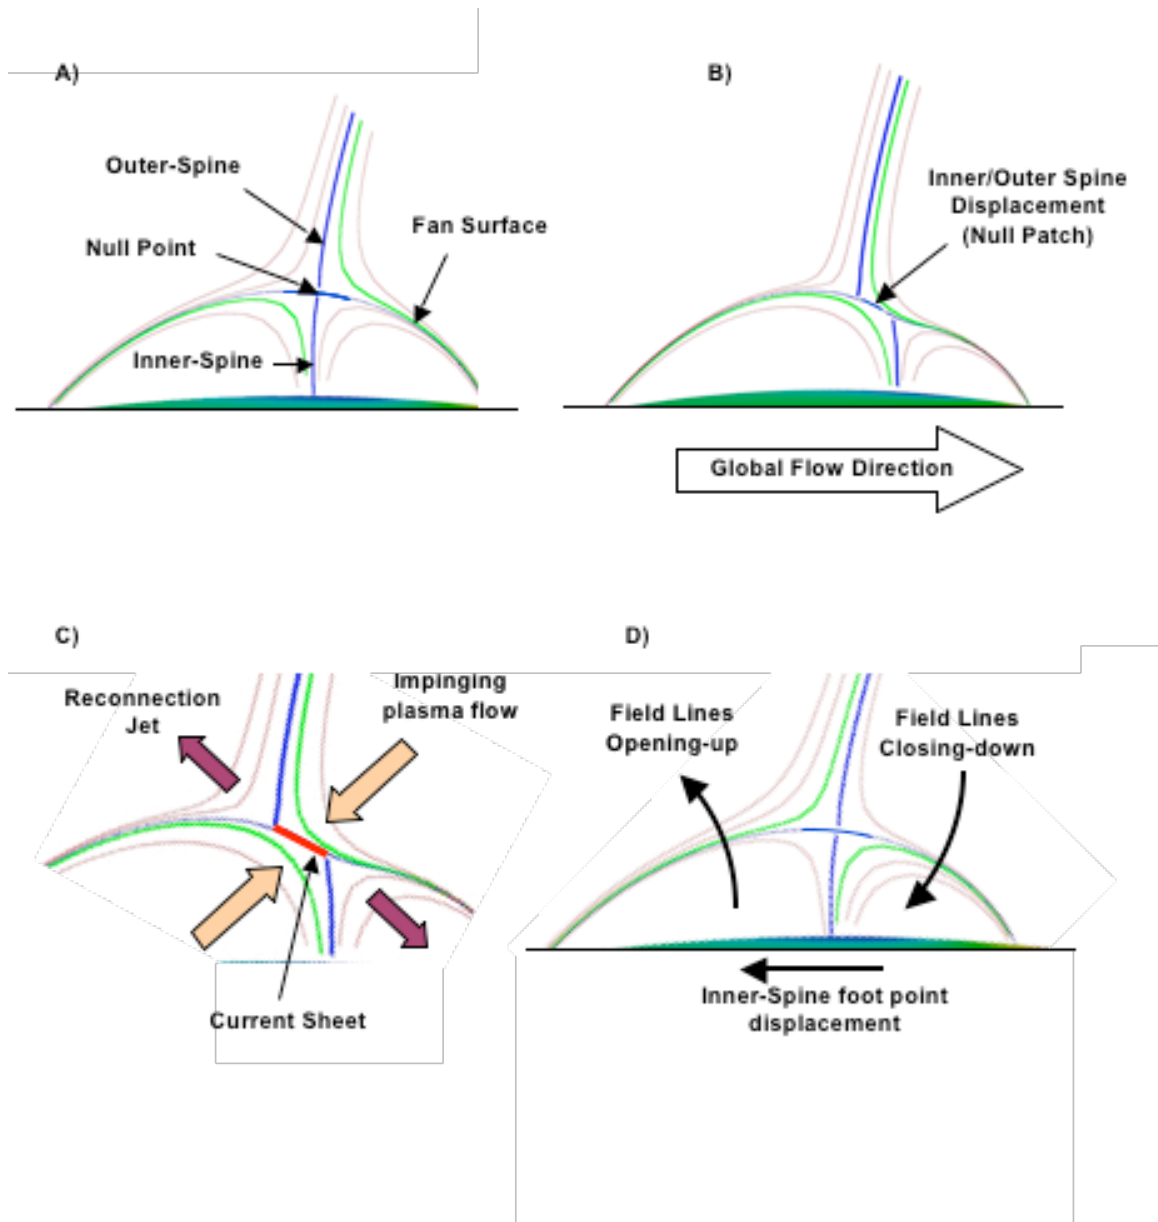 A)
Outer-Spine
Null Point
Fan Surface
Inner-Spine
B)
Inner/Outer Spine
Displacement
(Null Patch)
Global Flow Direction
C)
Reconnection
Jet
Impinging
plasma flow
Current Sheet
D)
Field Lines
Opening-up
Field Lines
Closing-down
Inner-Spine foot point
displacement